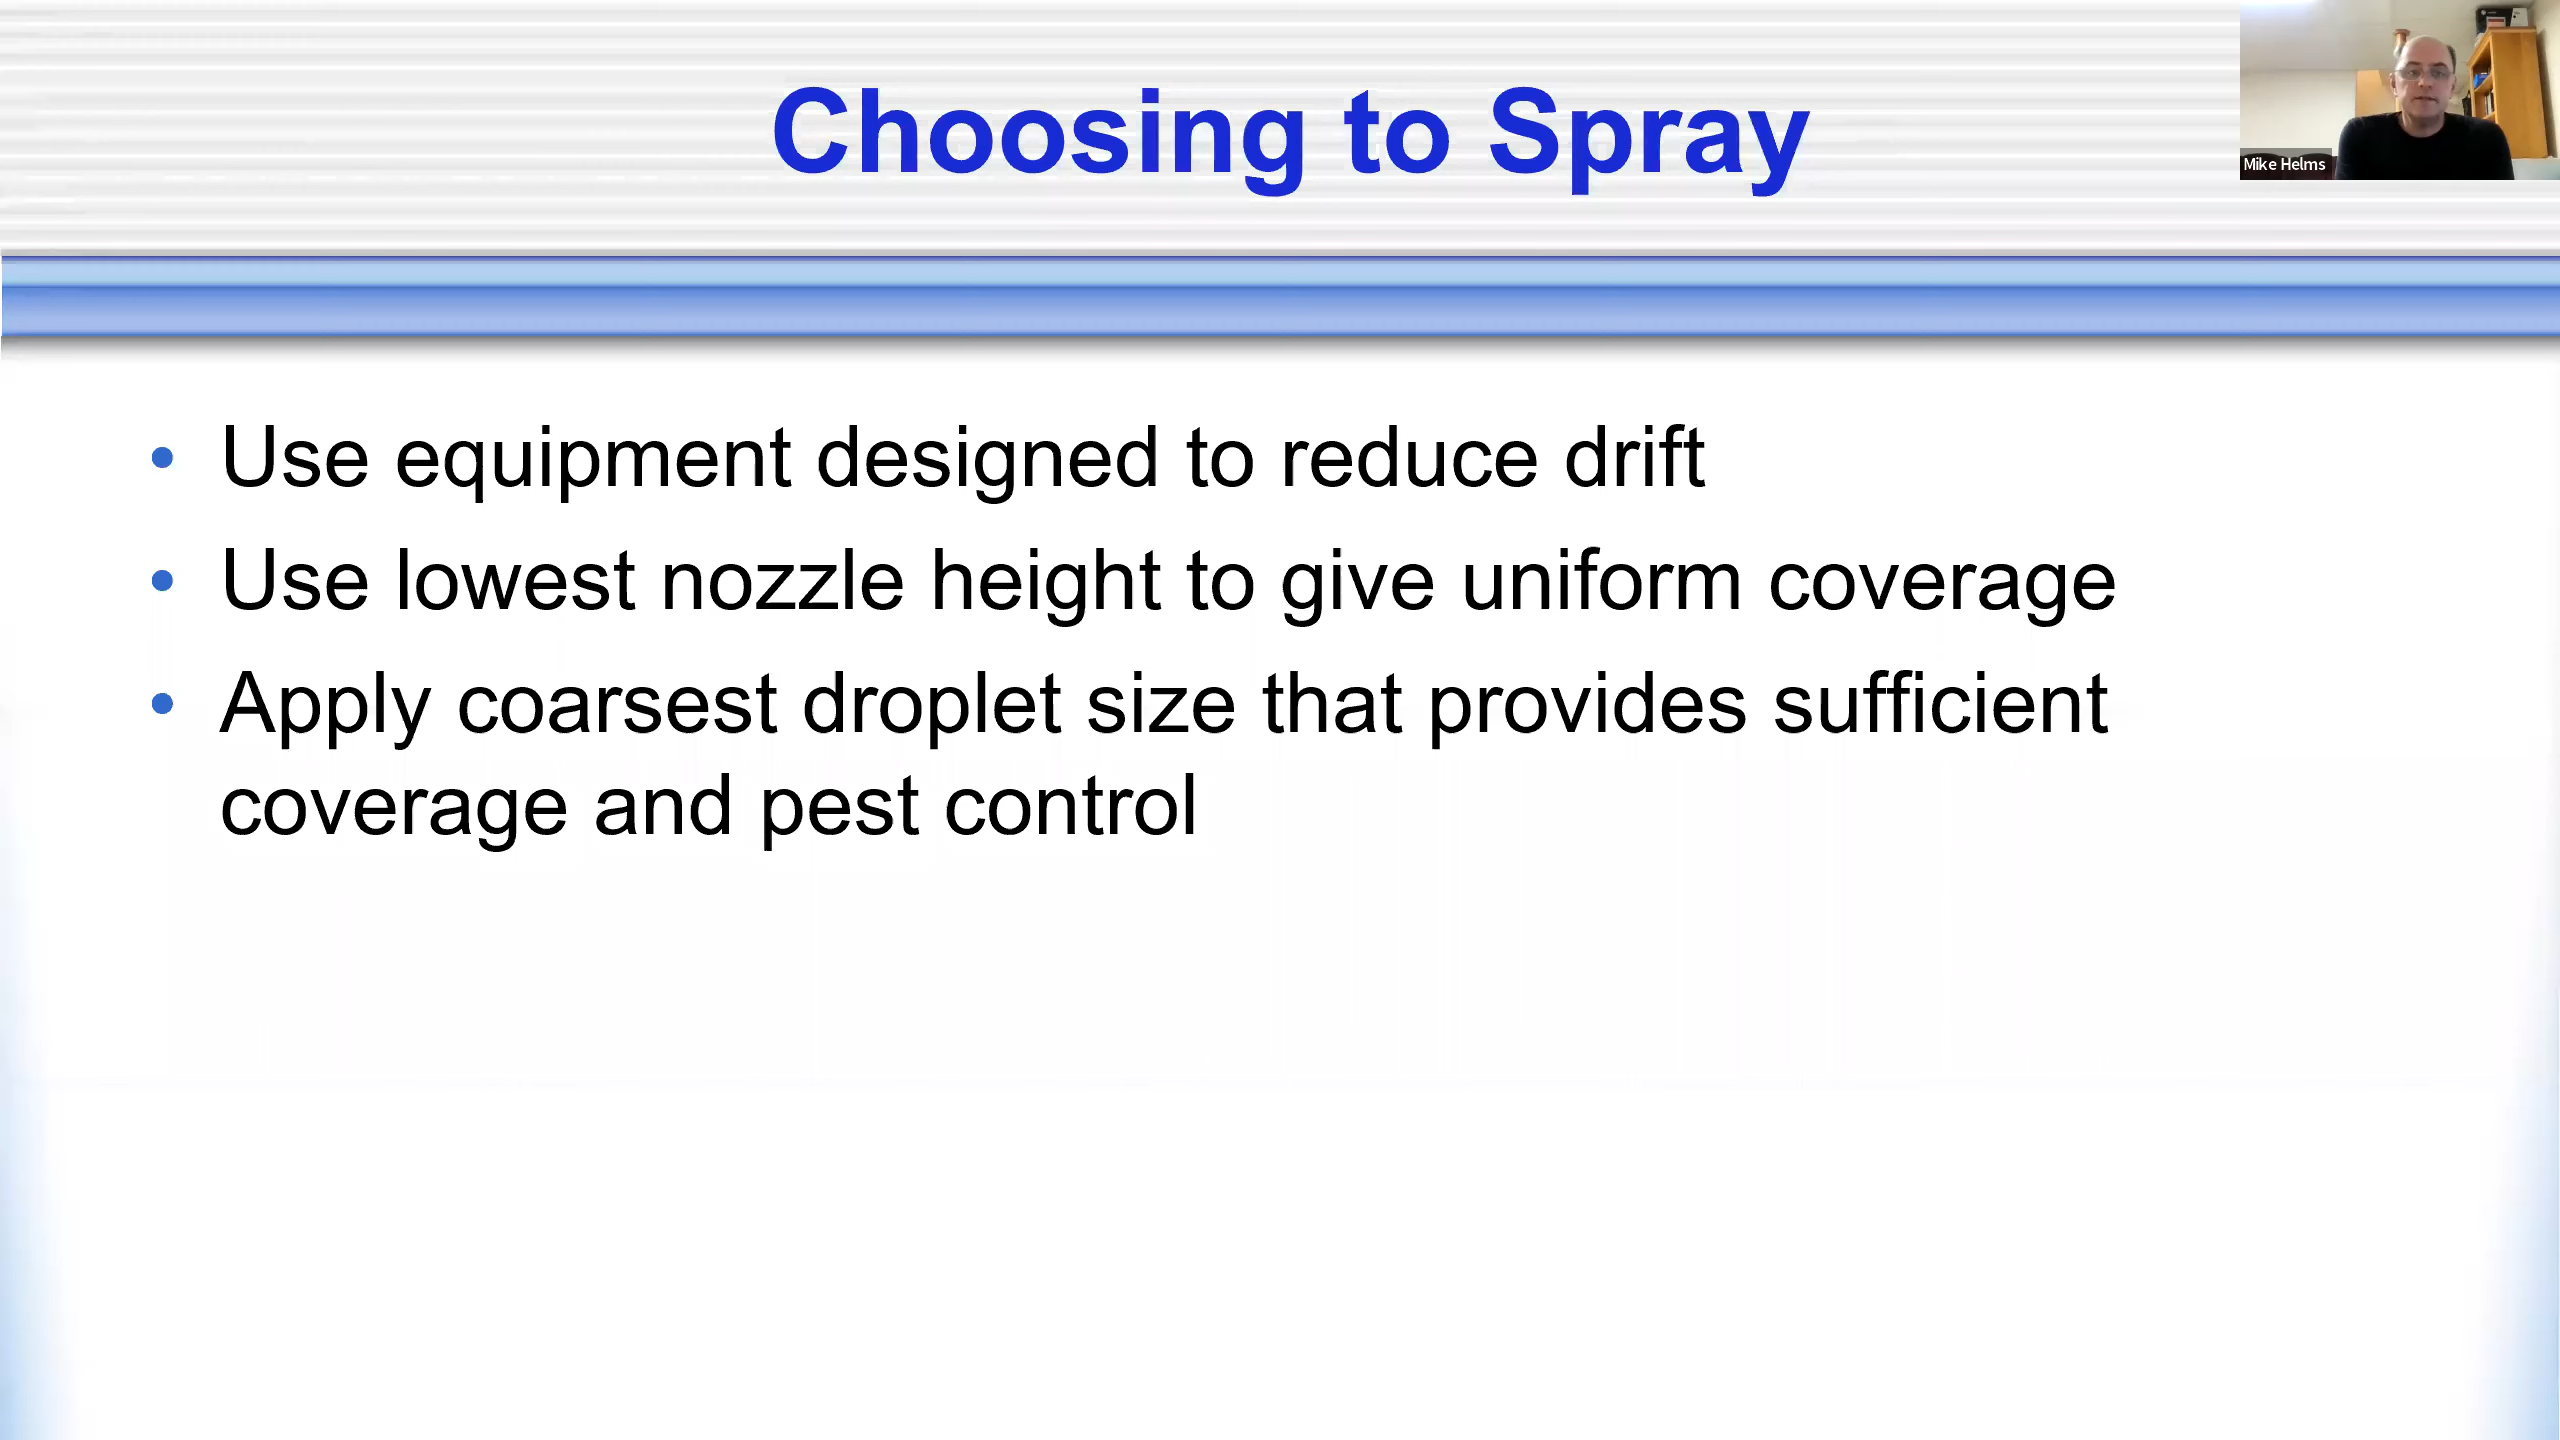 Choosing to Spray
Mike Helms
• Use equipment designed to reduce drift
• Use lowest nozzle height to give uniform coverage
• Apply coarsest droplet size that provides sufficient
coverage and pest control